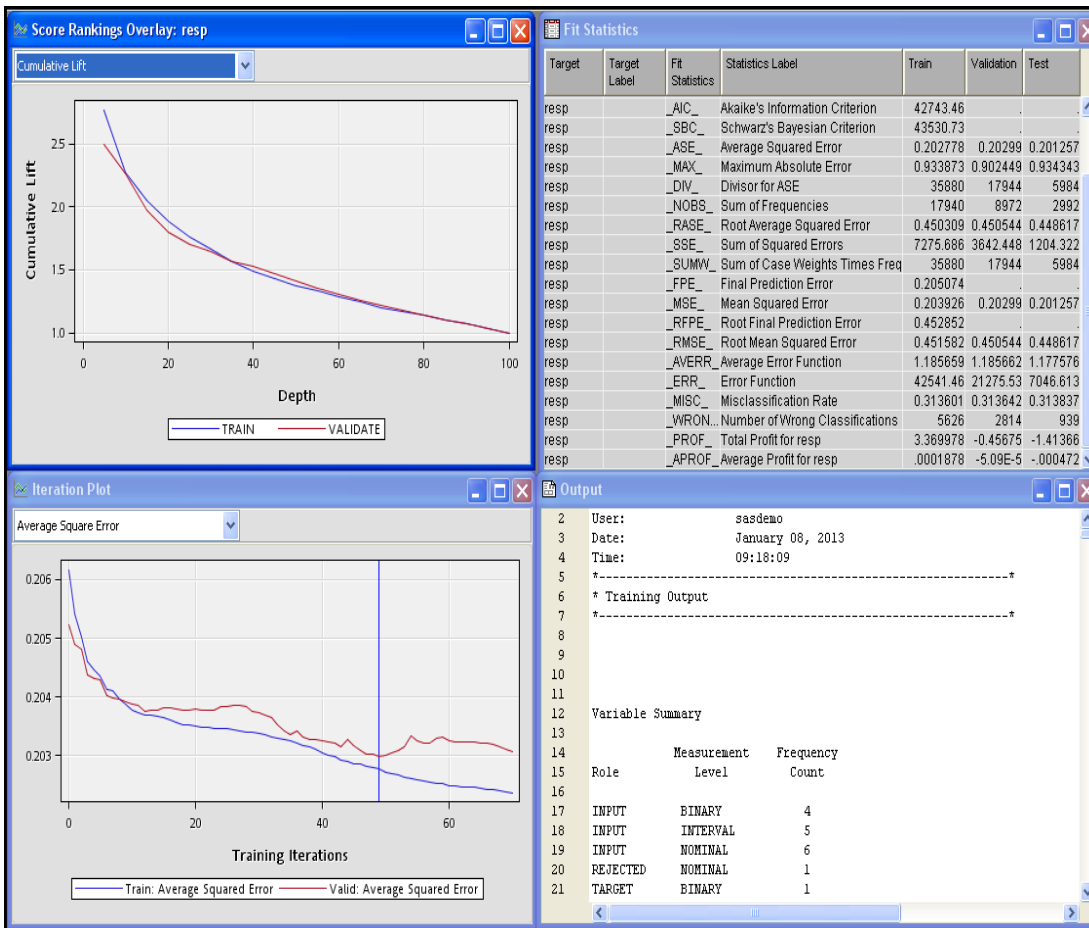 Score Rankings Overlay: resp
Cumulative Lift
Cumulative Lift
2.5
2.0
1.5
1.0
0 20 40 60 80 100
Depth
TRAIN VALIDATE
Fit Statistics
Target Target Label Fit Statistics Statistics Label Train Validation Test
resp _AIC_ Akaike's Information Criterion 42743.46 . .
resp _SBC_ Schwarz's Bayesian Criterion 43530.73 . .
resp _ASE_ Average Squared Error 0.202778 0.20299 0.201257
resp _MAX_ Maximum Absolute Error 0.933873 0.902449 0.934343
resp _DIV_ Divisor for ASE 35880 17944 5984
resp _NOBS_ Sum of Frequencies 17940 8972 2992
resp _RASE_ Root Average Squared Error 0.450309 0.450544 0.448617
resp _SSE_ Sum of Squared Errors 7275.686 3642.448 1204.322
resp _SUMW_ Sum of Case Weights Times Freq 35880 17944 5984
resp _FPE_ Final Prediction Error 0.205074 . .
resp _MSE_ Mean Squared Error 0.203926 0.20299 0.201257
resp _RFPE_ Root Final Prediction Error 0.452852 . .
resp _RMSE_ Root Mean Squared Error 0.451582 0.450544 0.448617
resp _AVERR_ Average Error Function 1.185659 1.185662 1.177576
resp _ERR_ Error Function 42541.46 21275.53 7046.613
resp _MISC_ Misclassification Rate 0.313601 0.313642 0.313837
resp _WRON... Number of Wrong Classifications 5626 2814 939
resp _PROF_ Total Profit for resp 3.369978 -0.45675 -1.41366
resp _APROF_ Average Profit for resp .0001878 -5.09E-5 -.000472
Iteration Plot
Average Square Error
0.206
0.205
0.204
0.203
0 20 40 60
Training Iterations
Train: Average Squared Error Valid: Average Squared Error
Output
2 User: sasdemo
3 Date: January 08, 2013
4 Time: 09:18:09
5 *--------------------------------------------------------------*
6 * Training Output
7 *--------------------------------------------------------------*
8
9
10
11
12 Variable Summary
13
14 Measurement Frequency
15 Role Level Count
16
17 INPUT BINARY 4
18 INPUT INTERVAL 5
19 INPUT NOMINAL 6
20 REJECTED NOMINAL 1
21 TARGET BINARY 1